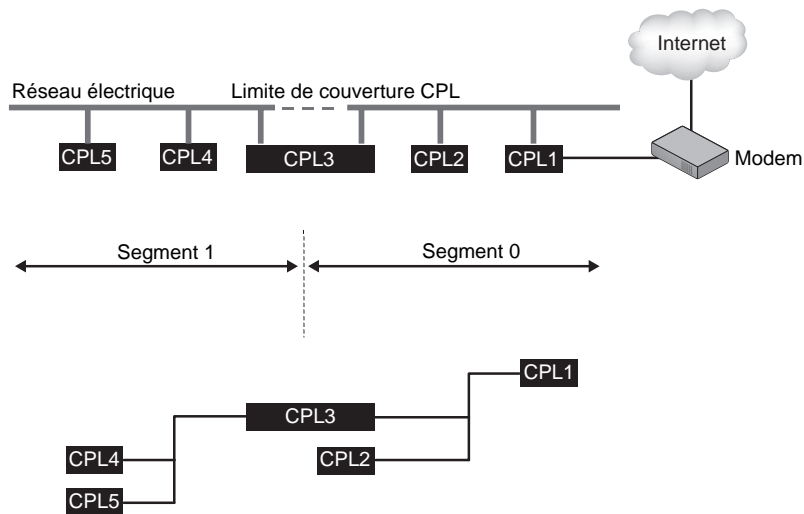 Internet
Réseau électrique
Limite de couverture CPL
CPL5
CPL4
CPL3
CPL2
CPL1
Modem
Segment 1
Segment 0
CPL1
CPL3
CPL4
CPL2
CPL5